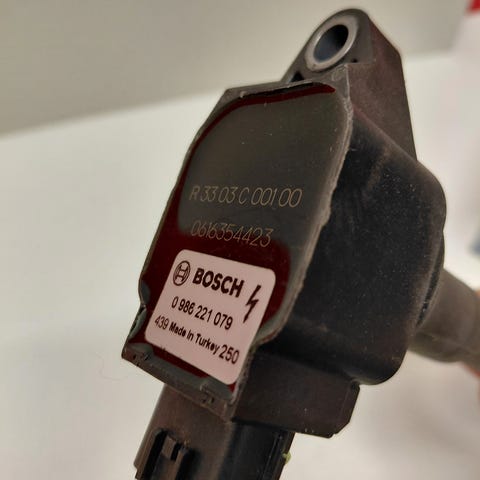 R 33 03 C 001 00
0616354423
BOSCH
0 986 221 079
439 Made in Turkey 250